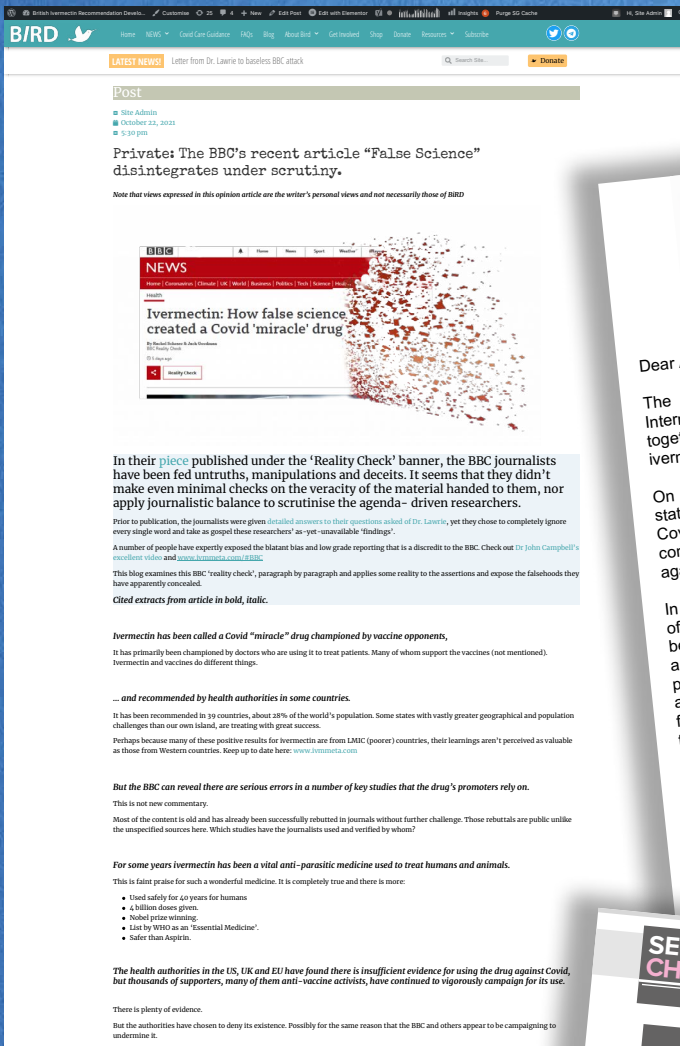 British Ivermectin Recommendation Develo... Customise 25 4 + New Edit Post Edit with Elementor Insights Purge SG Cache Hi, Site Admin
BiRD Home NEWS Covid Care Guidance FAQs Blog About Bird Get Involved Shop Donate Resources Subscribe
LATEST NEWS! Letter from Dr. Lawrie to baseless BBC attack Search Site... Donate
Post
Site Admin
October 22, 2021
5:30 pm
Private: The BBC's recent article “False Science”
disintegrates under scrutiny.
Note that views expressed in this opinion article are the writer's personal views and not necessarily those of BiRD
BBC Home News Sport Weather
NEWS
Home Coronavirus Climate UK World Business Politics Tech Science
Health
Ivermectin: How false science
created a Covid 'miracle' drug
By Rachel Schraer & Jack Goodman
BBC Reality Check
5 days ago
Reality Check
In their piece published under the ‘Reality Check’ banner, the BBC journalists
have been fed untruths, manipulations and deceits. It seems that they didn’t
make even minimal checks on the veracity of the material handed to them, nor
apply journalistic balance to scrutinise the agenda- driven researchers.
Prior to publication, the journalists were given detailed answers to their questions asked of Dr. Lawrie, yet they chose to completely ignore
every single word and take as gospel these researchers’ as-yet-unavailable ‘findings’.
A number of people have expertly exposed the blatant bias and low grade reporting that is a discredit to the BBC. Check out Dr John Campbell’s
excellent video and www.ivmmeta.com/#BBC
This blog examines this BBC ‘reality check’, paragraph by paragraph and applies some reality to the assertions and expose the falsehoods they
have apparently concealed.
Cited extracts from article in bold, italic.
Ivermectin has been called a Covid “miracle” drug championed by vaccine opponents,
It has primarily been championed by doctors who are using it to treat patients. Many of whom support the vaccines (not mentioned).
Ivermectin and vaccines do different things.
... and recommended by health authorities in some countries.
It has been recommended in 39 countries, about 28% of the world’s population. Some states with vastly greater geographical and population
challenges than our own island, are treating with great success.
Perhaps because many of these positive results for ivermectin are from LMIC (poorer) countries, their learnings aren’t perceived as valuable
as those from Western countries. Keep up to date here: www.ivmmeta.com
But the BBC can reveal there are serious errors in a number of key studies that the drug’s promoters rely on.
This is not new commentary.
Most of the content is old and has already been successfully rebutted in journals without further challenge. Those rebuttals are public unlike
the unspecified sources here. Which studies have the journalists used and verified by whom?
For some years ivermectin has been a vital anti-parasitic medicine used to treat humans and animals.
This is faint praise for such a wonderful medicine. It is completely true and there is more:
Used safely for 40 years for humans
4 billion doses given.
Nobel prize winning.
List by WHO as an ‘Essential Medicine’.
Safer than Aspirin.
The health authorities in the US, UK and EU have found there is insufficient evidence for using the drug against Covid,
but thousands of supporters, many of them anti-vaccine activists, have continued to vigorously campaign for its use.
There is plenty of evidence.
But the authorities have chosen to deny its existence. Possibly for the same reason that the BBC and others appear to be campaigning to
undermine it.
Dear
The
On
In
of
SE
CH